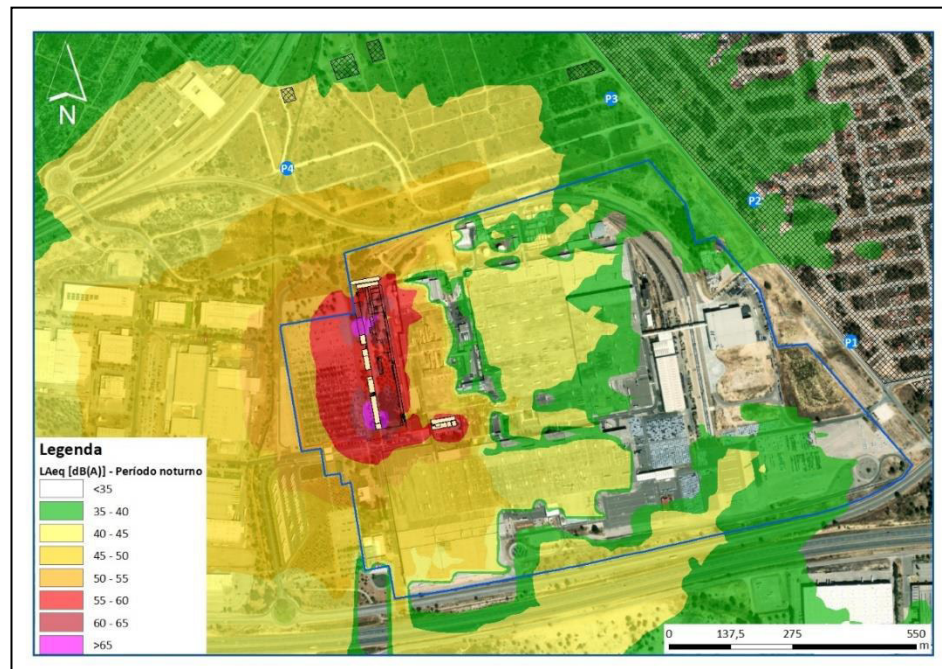 N
P3
P4
P2
P1
Legenda
LAeq [dB(A)] - Período noturno
<35
35 - 40
40 - 45
45 - 50
50 - 55
55 - 60
60 - 65
>65
0 137,5 275 550
m